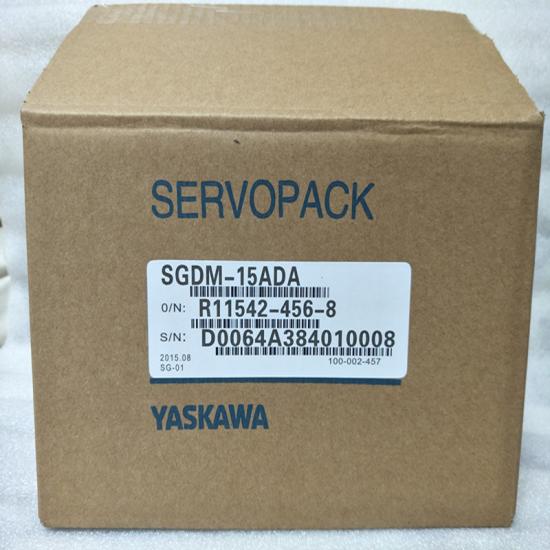 SERVOPACK
SGDM-15ADA
O/N: R11542-456-8
S/N: D0064A384010008
2015.08
SG-01
100-002-457
YASKAWA